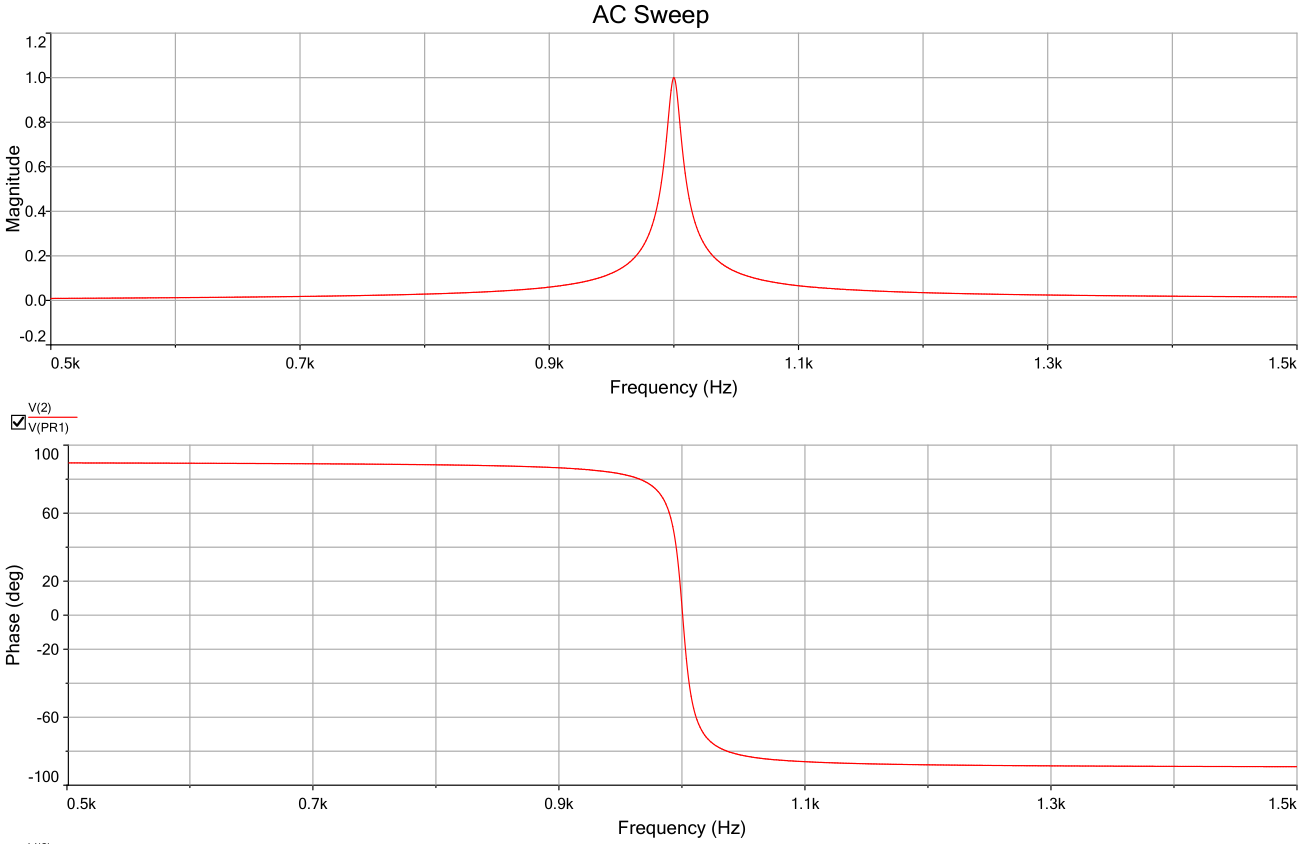 AC Sweep
1.2
1.0
0.8
0.6
0.4
0.2
0.0
-0.2
Magnitude
0.5k 0.7k 0.9k 1.1k 1.3k 1.5k
Frequency (Hz)
V(2)
V(PR1)
100
60
20
0
-20
-60
-100
Phase (deg)
0.5k 0.7k 0.9k 1.1k 1.3k 1.5k
Frequency (Hz)